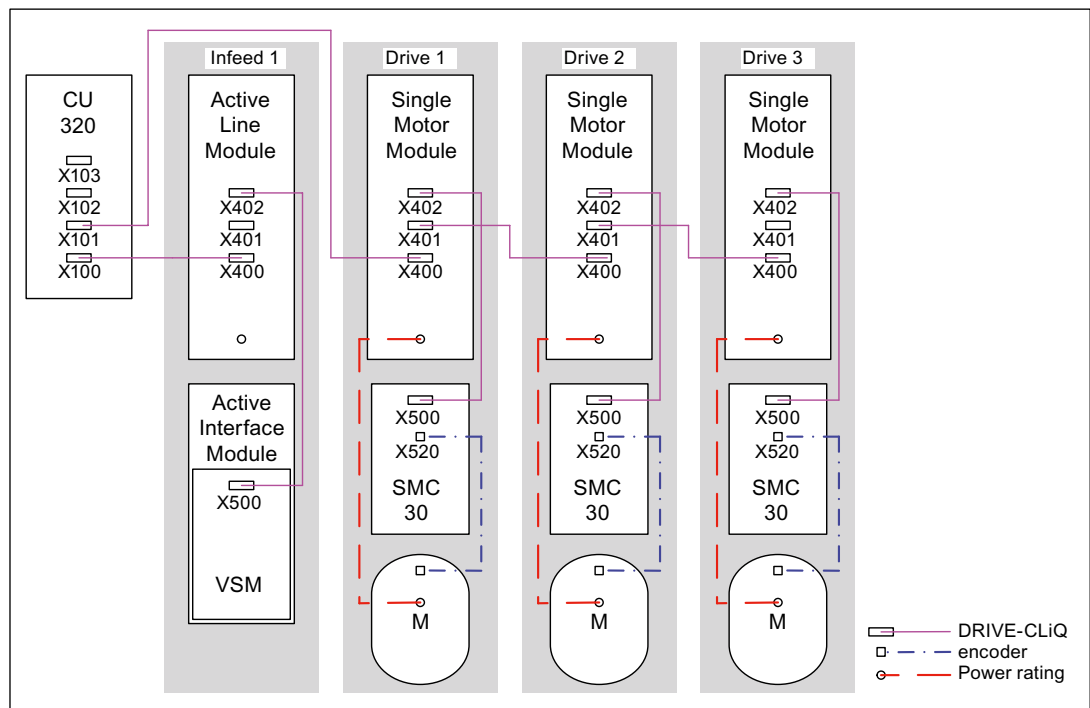 Infeed 1
Drive 1
Drive 2
Drive 3
CU
320
X103
X102
X101
X100
Active
Line
Module
X402
X401
X400
Single
Motor
Module
X402
X401
X400
Single
Motor
Module
X402
X401
X400
Single
Motor
Module
X402
X401
X400
Active
Interface
Module
X500
VSM
X500
X520
SMC
30
M
X500
X520
SMC
30
M
X500
X520
SMC
30
M
DRIVE-CLiQ
encoder
Power rating